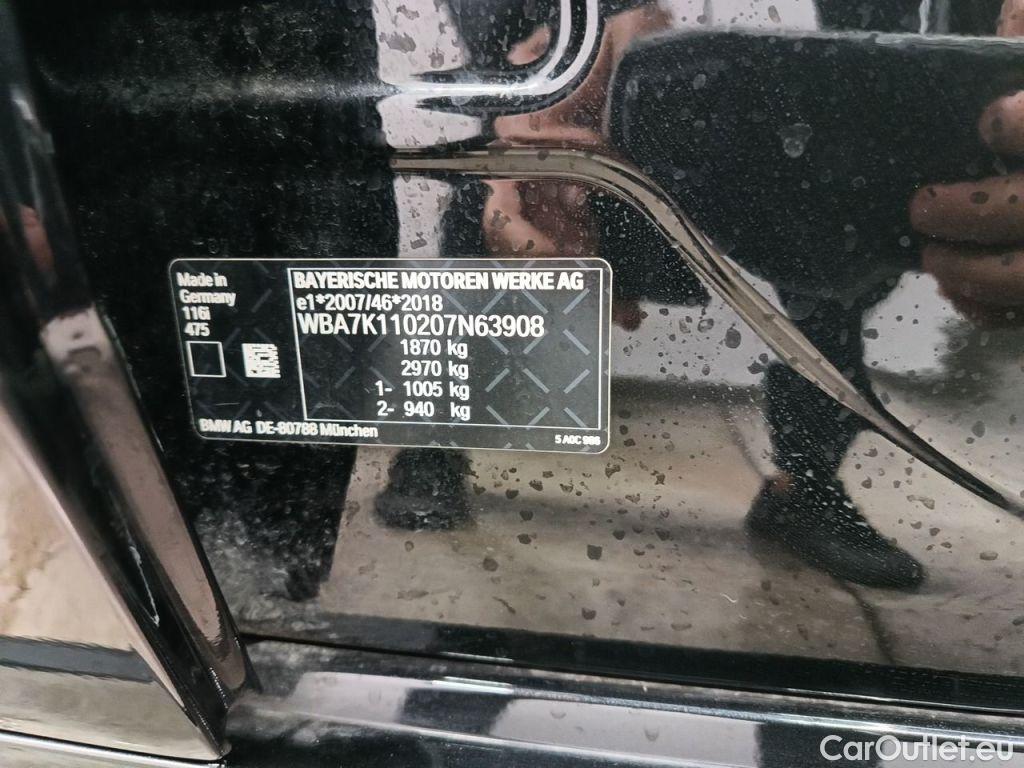 Made in
Germany
116i
475
BAYERISCHE MOTOREN WERKE AG
e1*2007/46*2018
WBA7K110207N63908
1870 kg
2970 kg
1- 1005 kg
2- 940 kg
BMW AG DE-80788 München
5 A0C 986
CarOutlet.eu